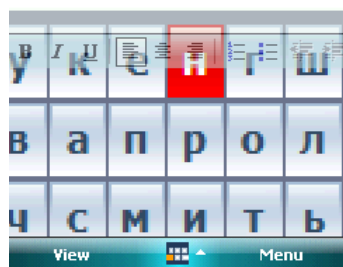 B I U
у к е н г ш
в а п р о л
ч с м и т ь
View Menu